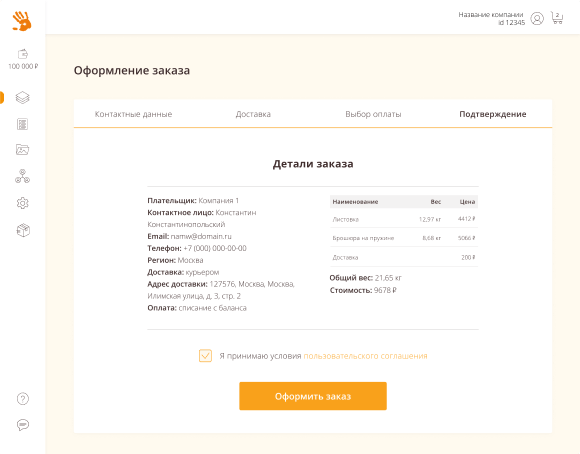 Название компании
id 12345
2
100 000 ₽
Оформление заказа
Контактные данные
Доставка
Выбор оплаты
Подтверждение
Детали заказа
Плательщик: Компания 1
Контактное лицо: Константин
Константинопольский
Email: namw@domain.ru
Телефон: +7 (000) 000-00-00
Регион: Москва
Доставка: курьером
Адрес доставки: 127576, Москва, Москва,
Илимская улица, д. 3, стр. 2
Оплата: списание с баланса
Наименование Вес Цена
Листовка 12,97 кг 4412 ₽
Брошюра на пружине 8,68 кг 5066 ₽
Доставка 200 ₽
Общий вес: 21,65 кг
Стоимость: 9678 ₽
Я принимаю условия пользовательского соглашения
Оформить заказ
?